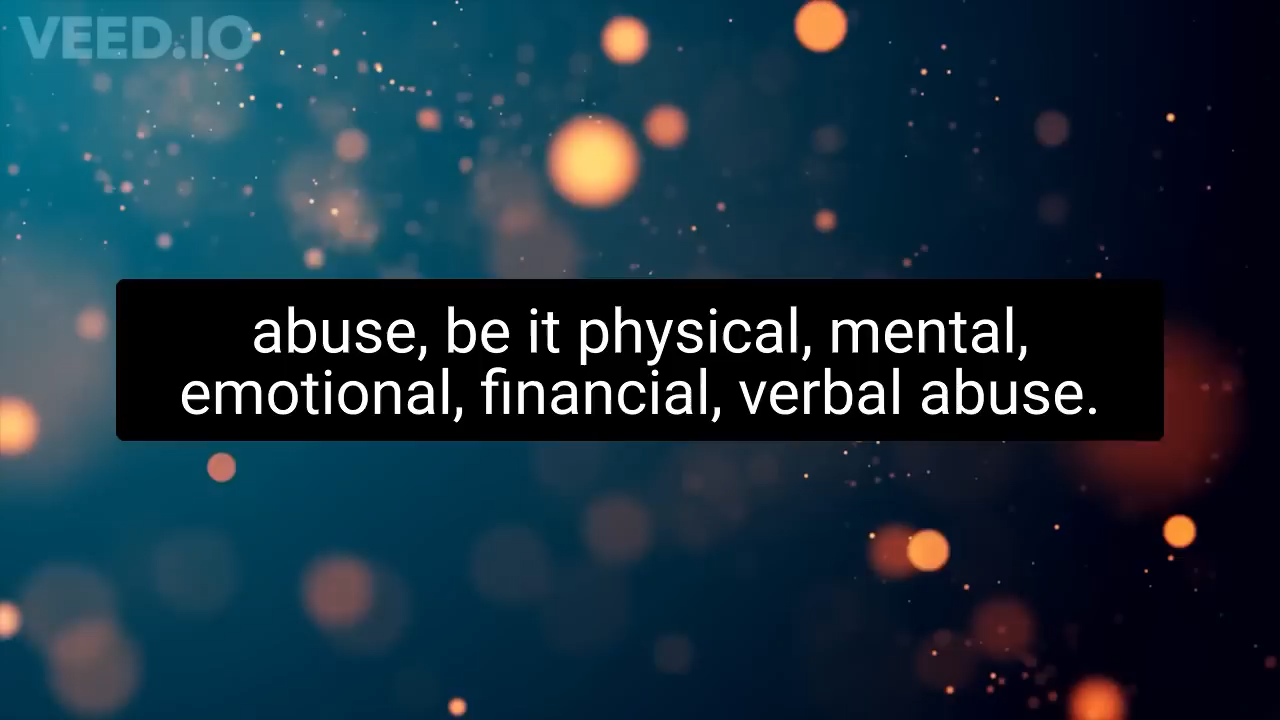 VEED.IO
abuse, be it physical, mental,
emotional, financial, verbal abuse.